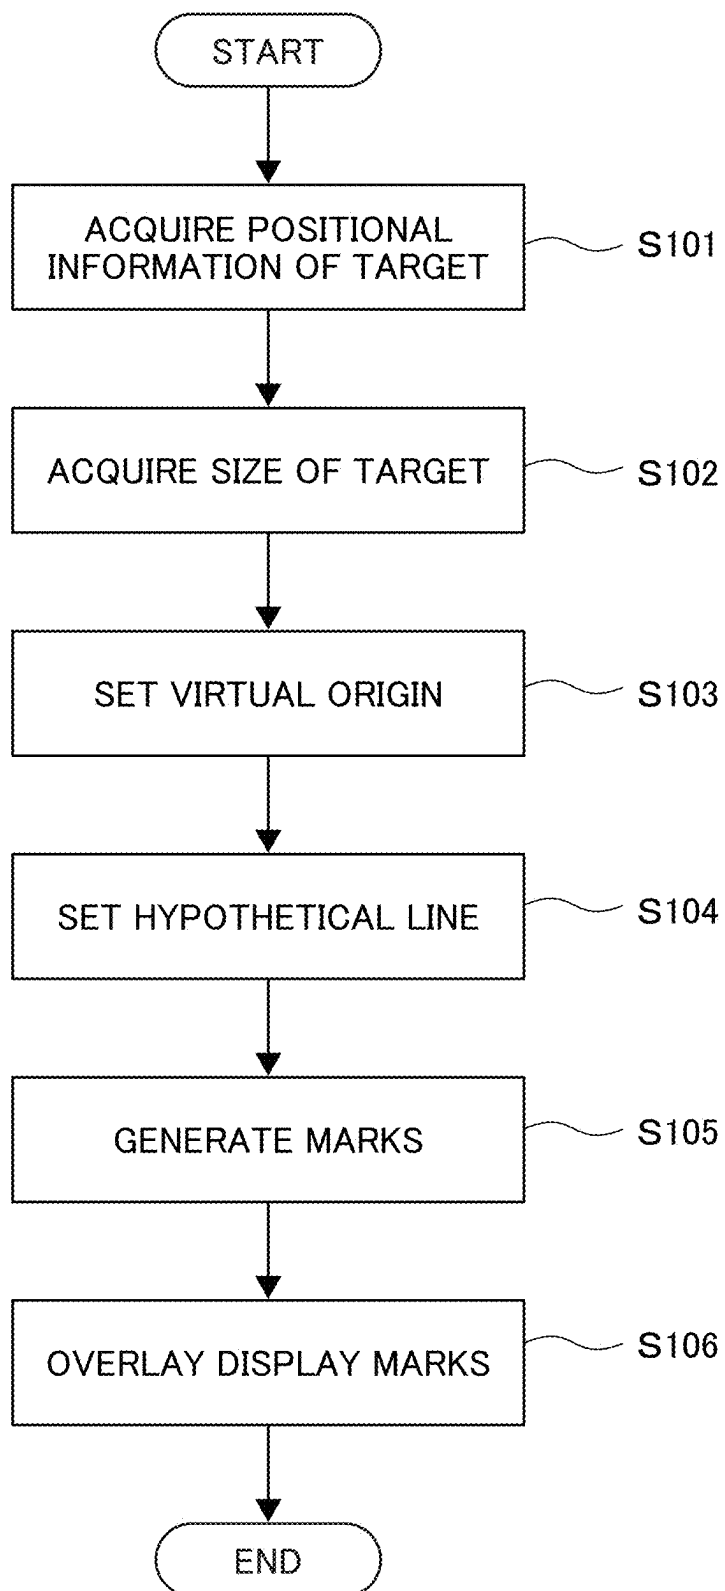 START
ACQUIRE POSITIONAL
INFORMATION OF TARGET
S101
ACQUIRE SIZE OF TARGET
S102
SET VIRTUAL ORIGIN
S103
SET HYPOTHETICAL LINE
S104
GENERATE MARKS
S105
OVERLAY DISPLAY MARKS
S106
END